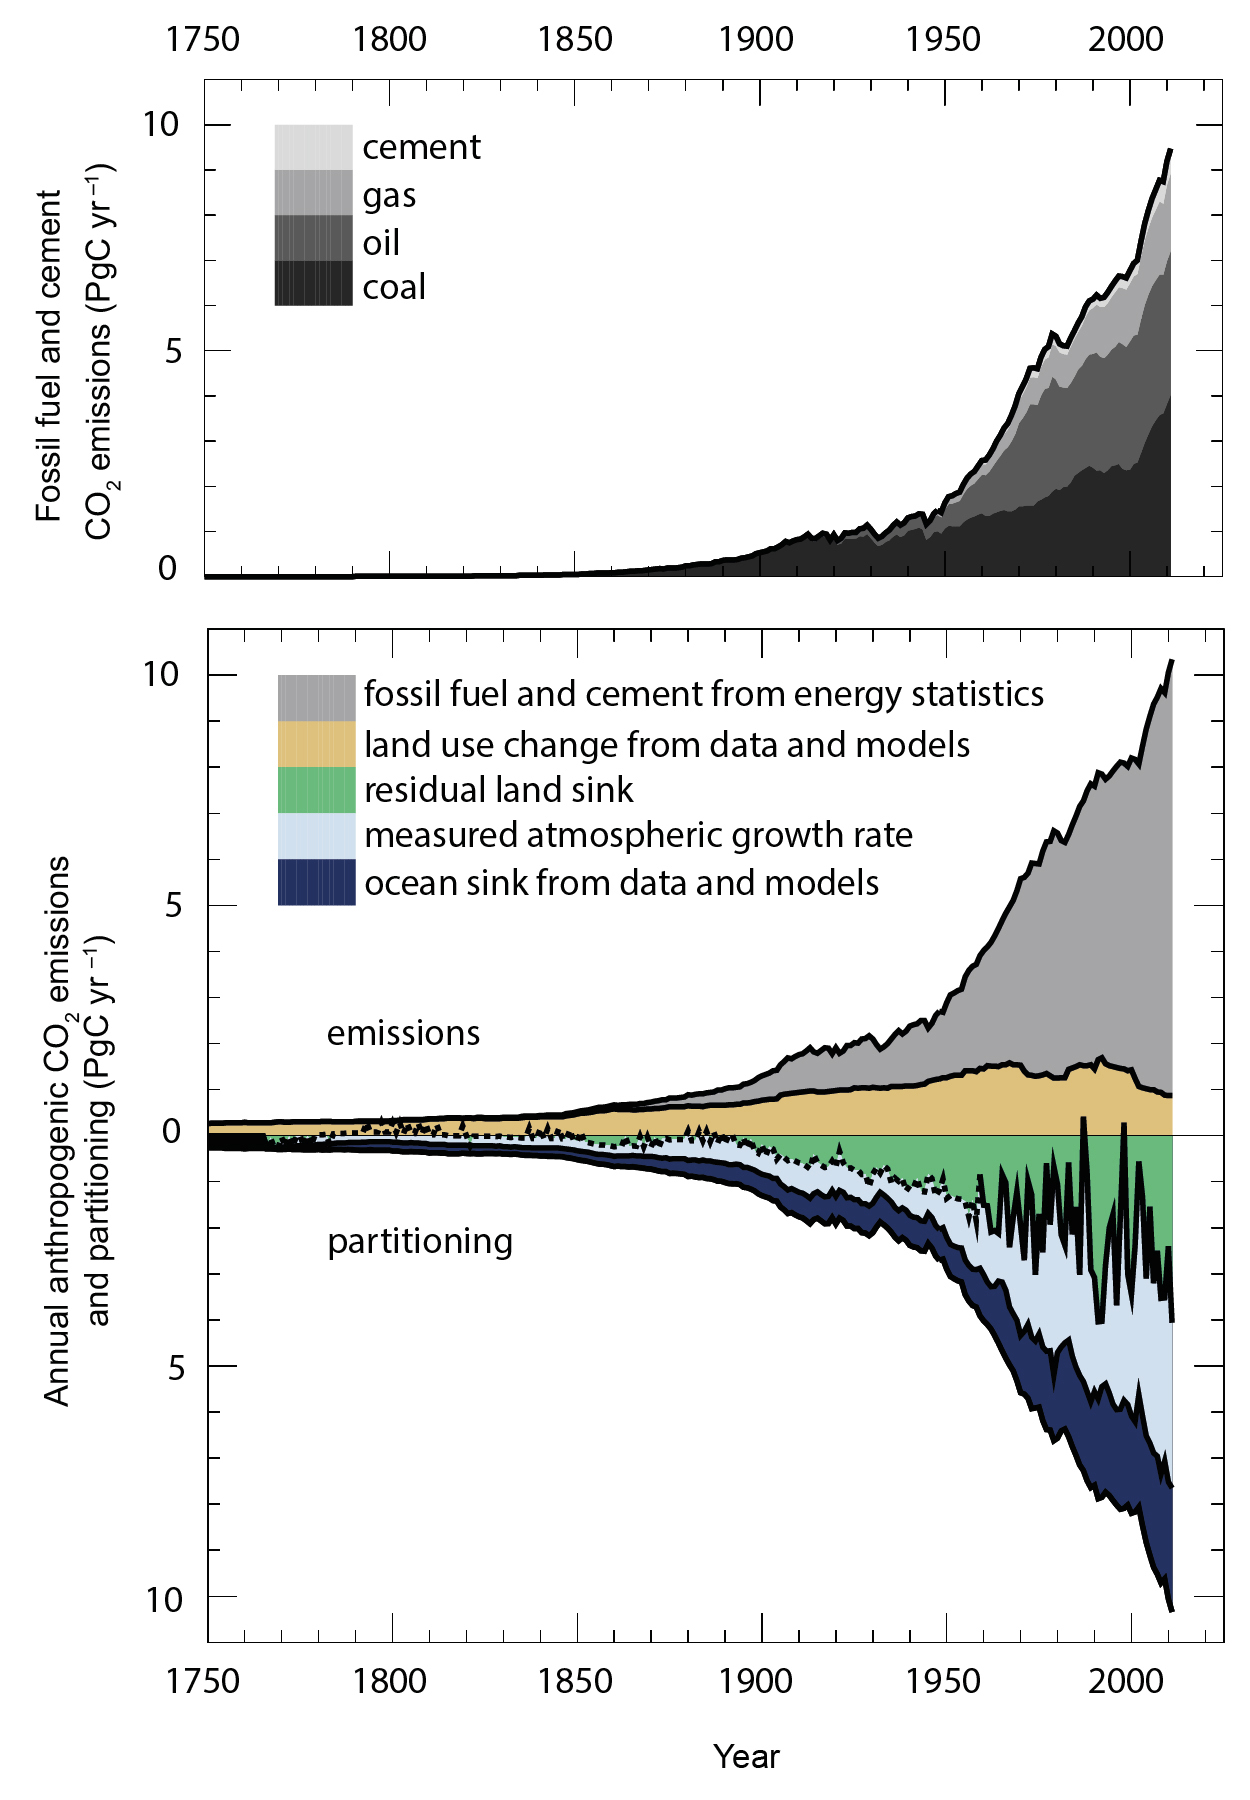 1750 1800 1850 1900 1950 2000
10
5
0
Fossil fuel and cement
CO₂ emissions (PgC yr⁻¹)
cement
gas
oil
coal
10
5
0
5
10
Annual anthropogenic CO₂ emissions
and partitioning (PgC yr⁻¹)
fossil fuel and cement from energy statistics
land use change from data and models
residual land sink
measured atmospheric growth rate
ocean sink from data and models
emissions
partitioning
1750 1800 1850 1900 1950 2000
Year